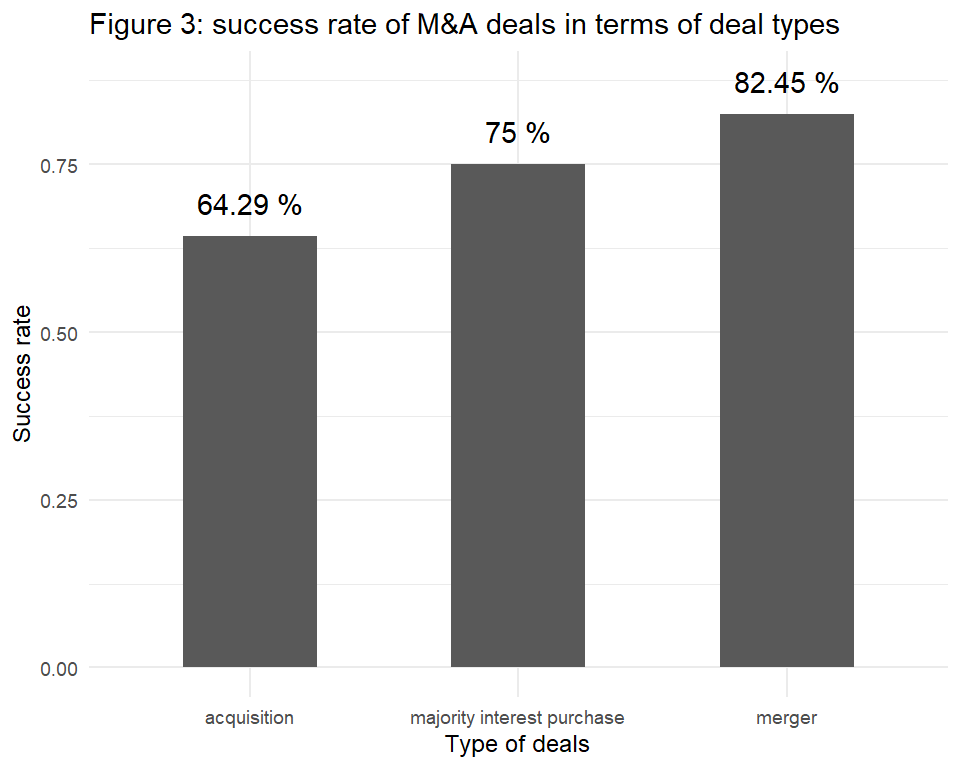 Figure 3: success rate of M&A deals in terms of deal types
82.45 %
75 %
64.29 %
0.75
0.50
0.25
0.00
Success rate
acquisition
majority interest purchase
merger
Type of deals